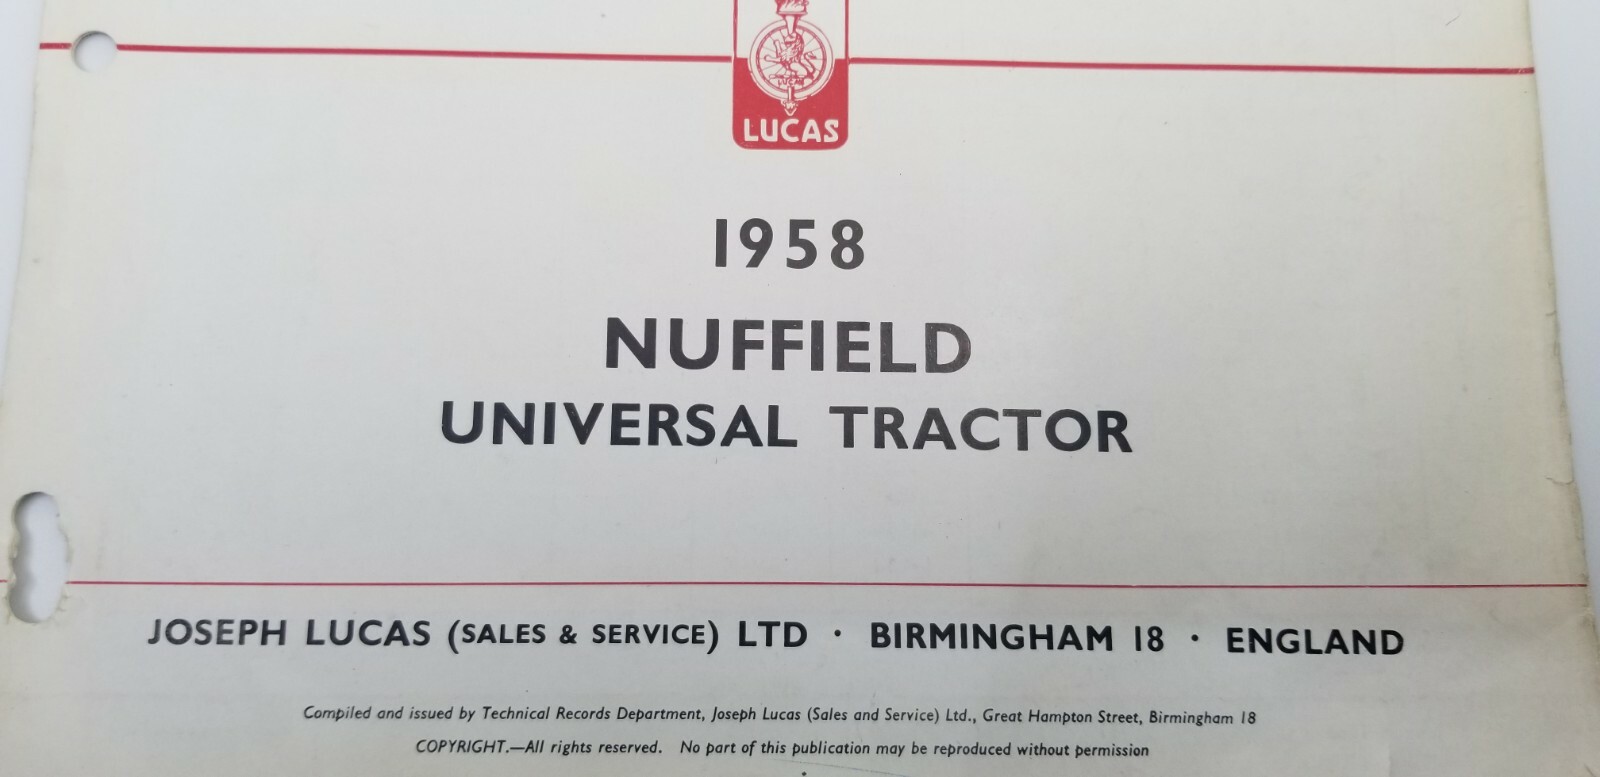 LUCAS
LUCAS
1958
NUFFIELD
UNIVERSAL TRACTOR
JOSEPH LUCAS (SALES & SERVICE) LTD · BIRMINGHAM 18 · ENGLAND
Compiled and issued by Technical Records Department, Joseph Lucas (Sales and Service) Ltd., Great Hampton Street, Birmingham 18
COPYRIGHT.—All rights reserved. No part of this publication may be reproduced without permission